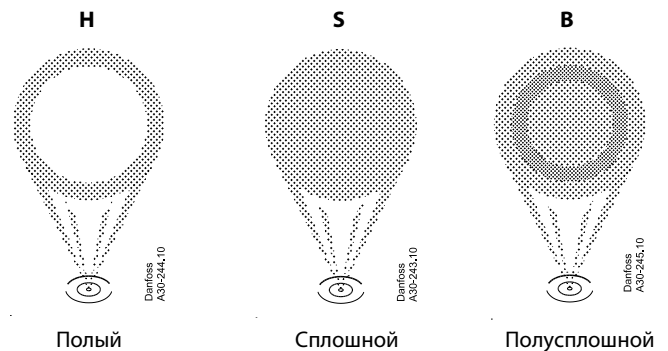 H
S
B
Danfoss
A30-244.10
Danfoss
A30-243.10
Danfoss
A30-245.10
Полый
Сплошной
Полусплошной